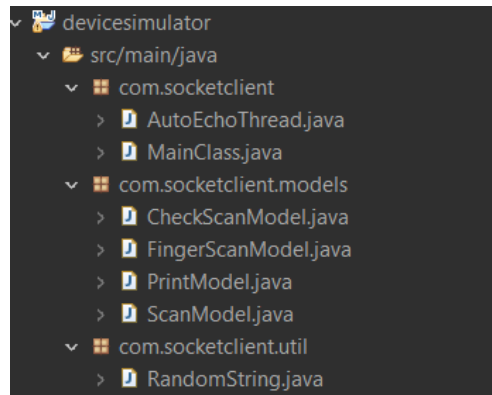 devicesimulator
src/main/java
com.socketclient
AutoEchoThread.java
MainClass.java
com.socketclient.models
CheckScanModel.java
FingerScanModel.java
PrintModel.java
ScanModel.java
com.socketclient.util
RandomString.java